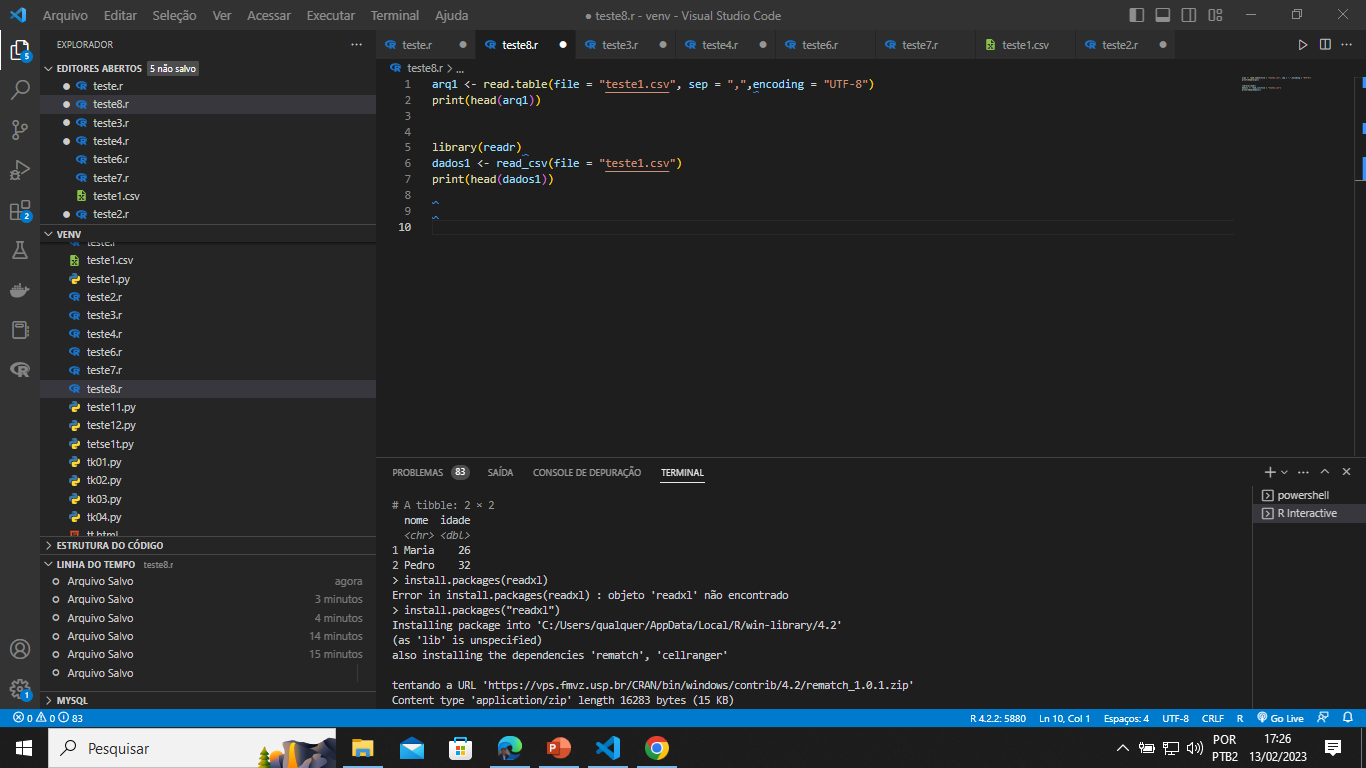 Arquivo Editar Seleção Ver Acessar Executar Terminal Ajuda
● teste8.r - venv - Visual Studio Code
EXPLORADOR
EDITORES ABERTOS 5 não salvo
teste.r
teste8.r
teste3.r
teste4.r
teste6.r
teste7.r
teste1.csv
teste2.r
VENV
teste.r
teste1.csv
teste1.py
teste2.r
teste3.r
teste4.r
teste6.r
teste7.r
teste8.r
teste11.py
teste12.py
tetse1t.py
tk01.py
tk02.py
tk03.py
tk04.py
tt.html
ESTRUTURA DO CÓDIGO
LINHA DO TEMPO teste8.r
Arquivo Salvo agora
Arquivo Salvo 3 minutos
Arquivo Salvo 4 minutos
Arquivo Salvo 14 minutos
Arquivo Salvo 15 minutos
Arquivo Salvo
MYSQL
5
2
1
teste.r teste8.r teste3.r teste4.r teste6.r teste7.r teste1.csv teste2.r
teste8.r > ...
1 arq1 <- read.table(file = "teste1.csv", sep = ",",encoding = "UTF-8")
2 print(head(arq1))
3
4
5 library(readr)
6 dados1 <- read_csv(file = "teste1.csv")
7 print(head(dados1))
8
9
10
PROBLEMAS 83 SAÍDA CONSOLE DE DEPURAÇÃO TERMINAL
# A tibble: 2 × 2
nome idade
<chr> <dbl>
1 Maria 26
2 Pedro 32
> install.packages(readxl)
Error in install.packages(readxl) : objeto 'readxl' não encontrado
> install.packages("readxl")
Installing package into 'C:/Users/qualquer/AppData/Local/R/win-library/4.2'
(as 'lib' is unspecified)
also installing the dependencies 'rematch', 'cellranger'
tentando a URL 'https://vps.fmvz.usp.br/CRAN/bin/windows/contrib/4.2/rematch_1.0.1.zip'
Content type 'application/zip' length 16283 bytes (15 KB)
powershell
R Interactive
0 0 83
R 4.2.2: 5880 Ln 10, Col 1 Espaços: 4 UTF-8 CRLF R Go Live
Pesquisar
POR
PTB2
17:26
13/02/2023